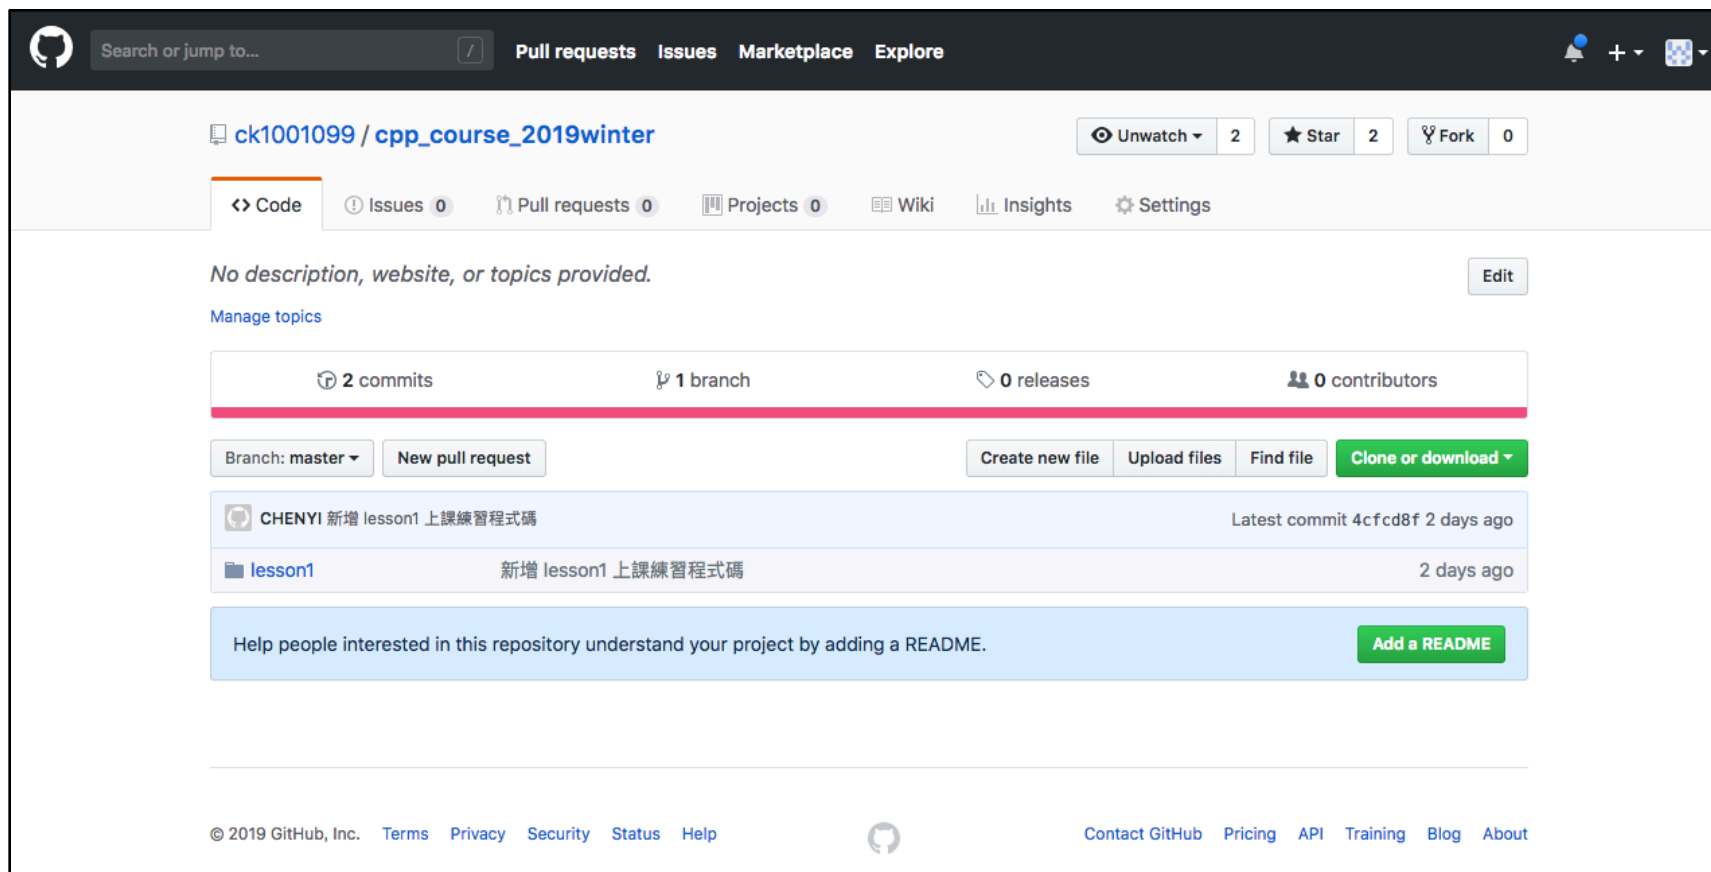 Search or jump to... / Pull requests Issues Marketplace Explore
ck1001099 / cpp_course_2019winter Unwatch 2 Star 2 Fork 0
Code Issues 0 Pull requests 0 Projects 0 Wiki Insights Settings
No description, website, or topics provided. Edit
Manage topics
2 commits 1 branch 0 releases 0 contributors
Branch: master New pull request Create new file Upload files Find file Clone or download
CHENYI 新增 lesson1 上課練習程式碼 Latest commit 4cfcd8f 2 days ago
lesson1 新增 lesson1 上課練習程式碼 2 days ago
Help people interested in this repository understand your project by adding a README. Add a README
© 2019 GitHub, Inc. Terms Privacy Security Status Help Contact GitHub Pricing API Training Blog About